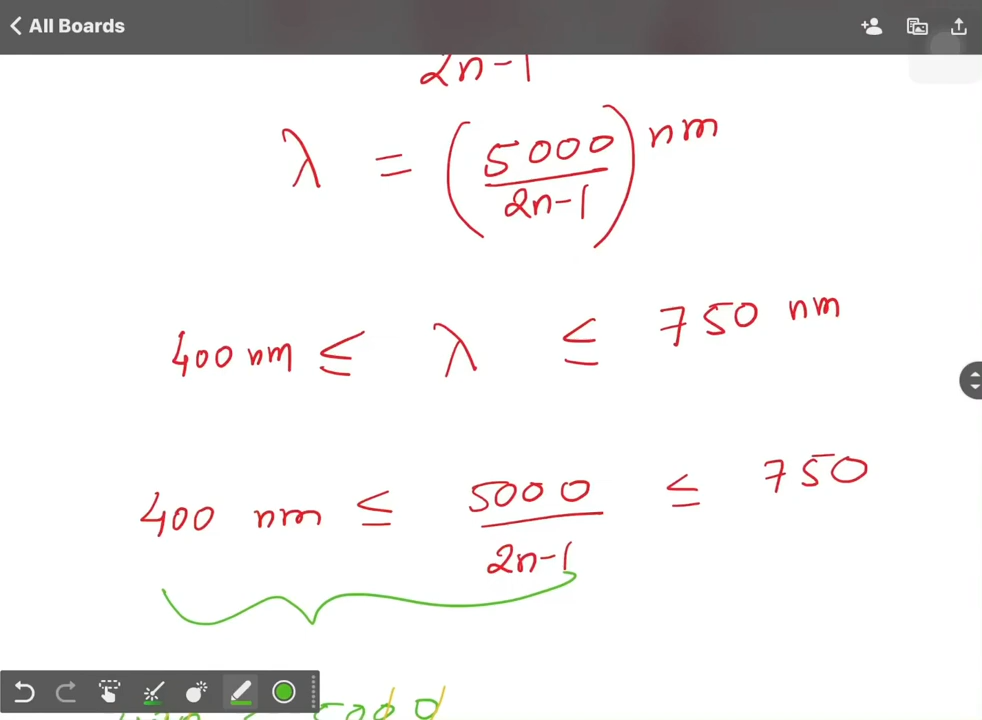 All Boards
2n-1
λ = (5000/2n-1) nm
400 nm ≤ λ ≤ 750 nm
400 nm ≤ 5000/2n-1 ≤ 750